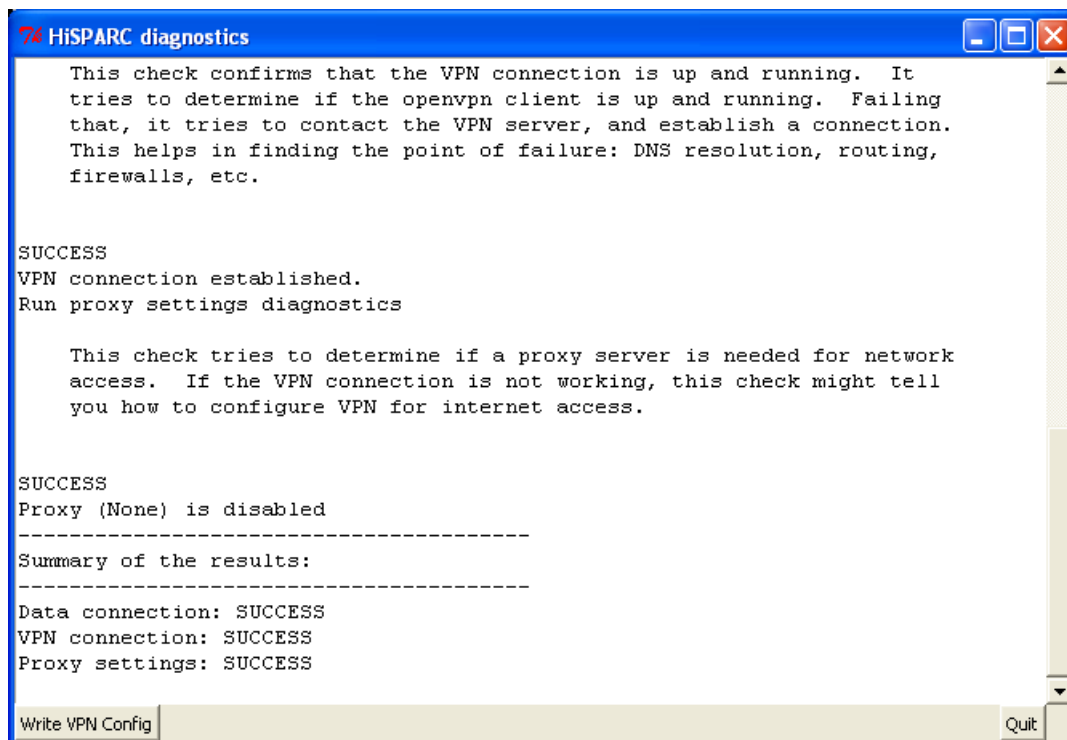 HiSPARC diagnostics
This check confirms that the VPN connection is up and running.  It
tries to determine if the openvpn client is up and running.  Failing
that, it tries to contact the VPN server, and establish a connection.
This helps in finding the point of failure: DNS resolution, routing,
firewalls, etc.
SUCCESS
VPN connection established.
Run proxy settings diagnostics
This check tries to determine if a proxy server is needed for network
access.  If the VPN connection is not working, this check might tell
you how to configure VPN for internet access.
SUCCESS
Proxy (None) is disabled
----------------------------------------
Summary of the results:
----------------------------------------
Data connection: SUCCESS
VPN connection: SUCCESS
Proxy settings: SUCCESS
Write VPN Config
Quit